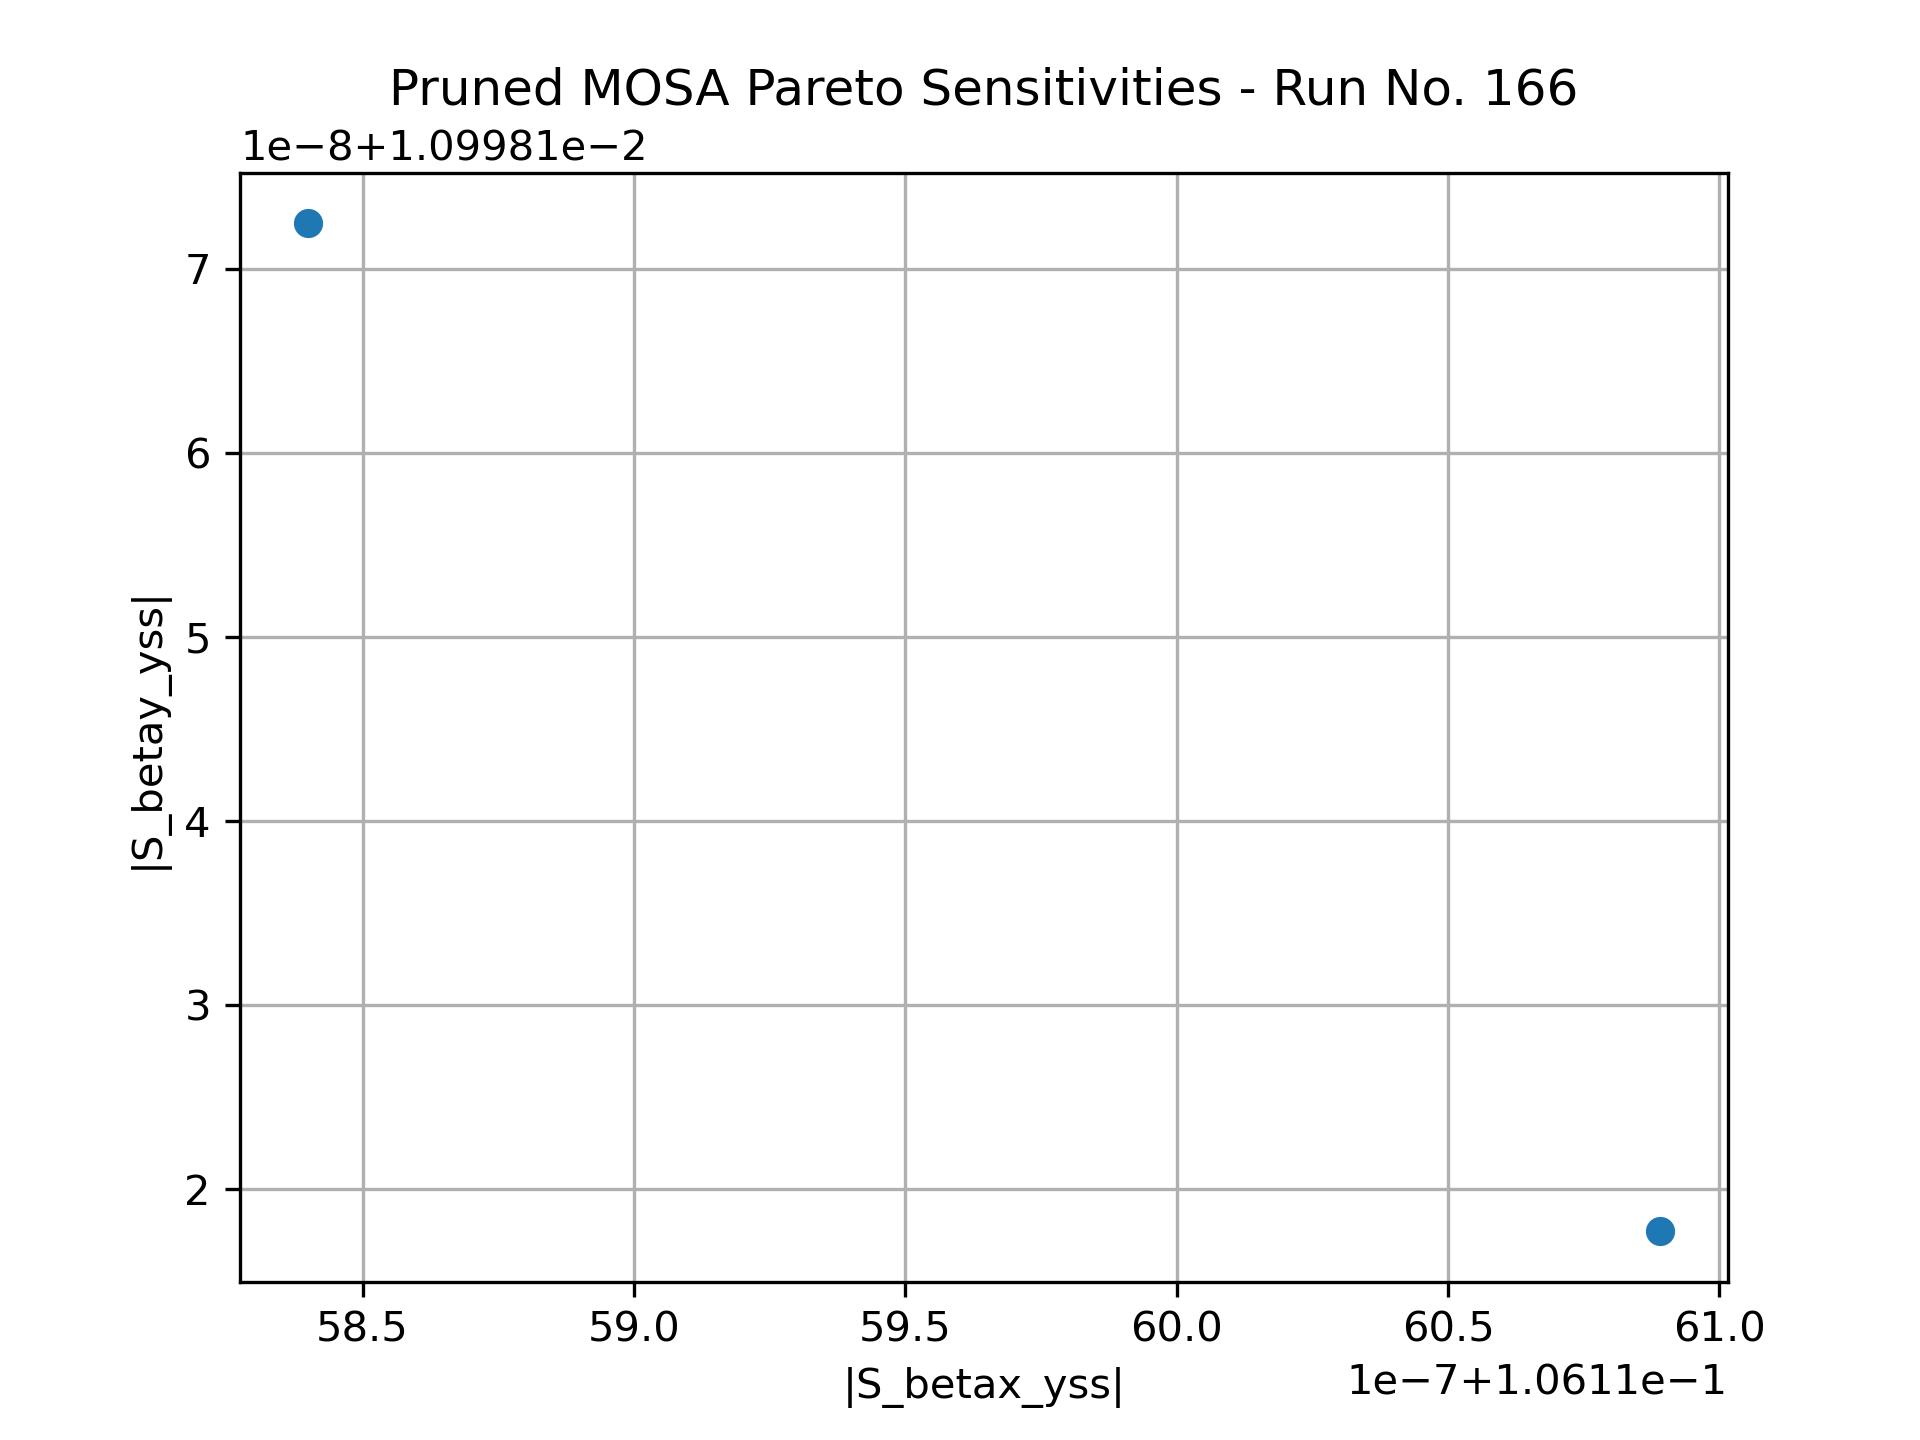 Pruned MOSA Pareto Sensitivities - Run No. 166
1e−8+1.09981e−2
7
6
5
4
3
2
|S_betay_yss|
58.5 59.0 59.5 60.0 60.5 61.0
|S_betax_yss|
1e−7+1.0611e−1